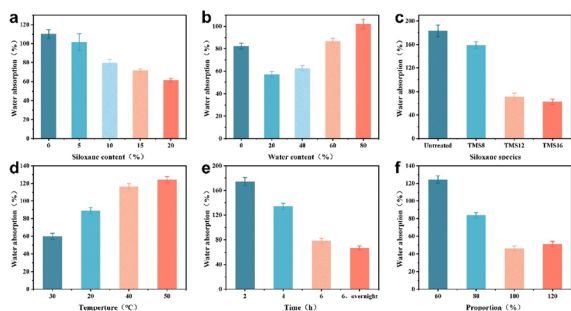 a
Water absorption（%）
120
100
80
60
40
20
0
0 5 10 15 20
Siloxane content（%）
b
Water absorption（%）
100
80
60
40
20
0
0 20 40 60 80
Water content（%）
c
Water absorption（%）
200
160
120
80
40
0
Untreated TMS8 TMS12 TMS16
Siloxane species
d
Water absorption（%）
140
120
100
80
60
40
20
0
30 20 40 50
Temperture（℃）
e
Water absorption（%）
200
160
120
80
40
0
2 4 6 6，overnight
Time（h）
f
Water absorption（%）
140
120
100
80
60
40
20
0
60 80 100 120
Proportion（%）